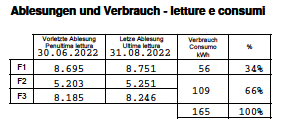 Ablesungen und Verbrauch - letture e consumi
Vorletzte Ablesung Letze Ablesung Verbrauch
Penultima lettura Ultima lettura Consumo %
30.06.2022 31.08.2022 kWh
F1 8.695 8.751 56 34%
F2 5.203 5.251
109 66%
F3 8.185 8.246
165 100%